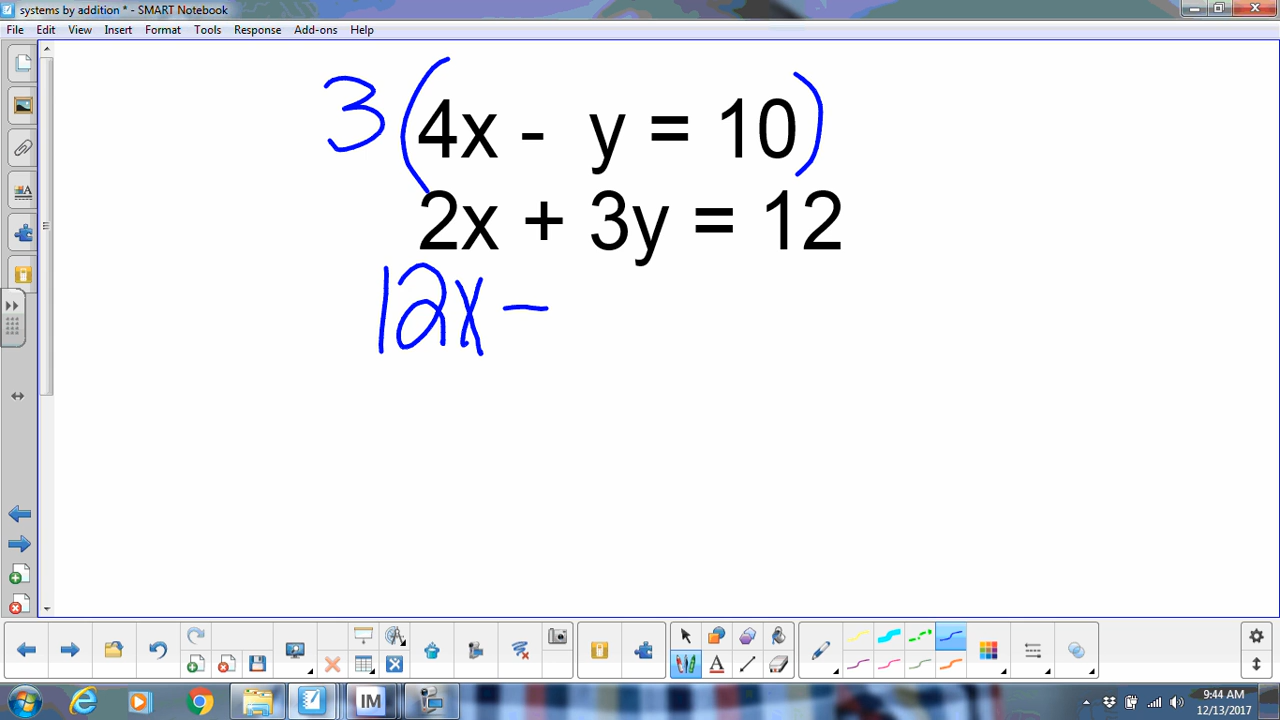 systems by addition * - SMART Notebook
File Edit View Insert Format Tools Response Add-ons Help
3 (4x - y = 10)
2x + 3y = 12
12x -
IM
9:44 AM
12/13/2017